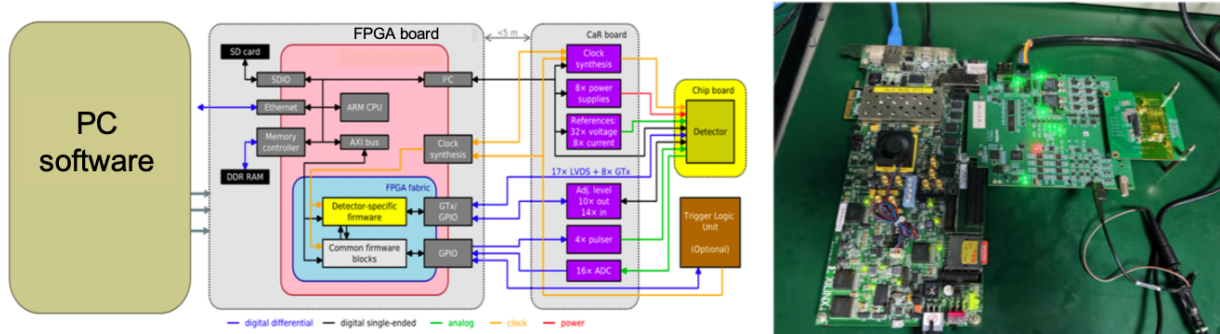 PC
software
FPGA board
<5 m
CaR board
SD card
SDIO
I²C
Clock
synthesis
Ethernet
ARM CPU
8× power
supplies
Chip board
Memory
controller
AXI bus
Clock
synthesis
References:
32× voltage
8× current
Detector
DDR RAM
17× LVDS + 8× GTx
FPGA fabric
Detector-specific
firmware
GTx/
GPIO
Adj. level
10× out
14× in
Trigger Logic
Unit
(Optional)
Common firmware
blocks
GPIO
4× pulser
16× ADC
digital differential
digital single-ended
analog
clock
power
XILINX